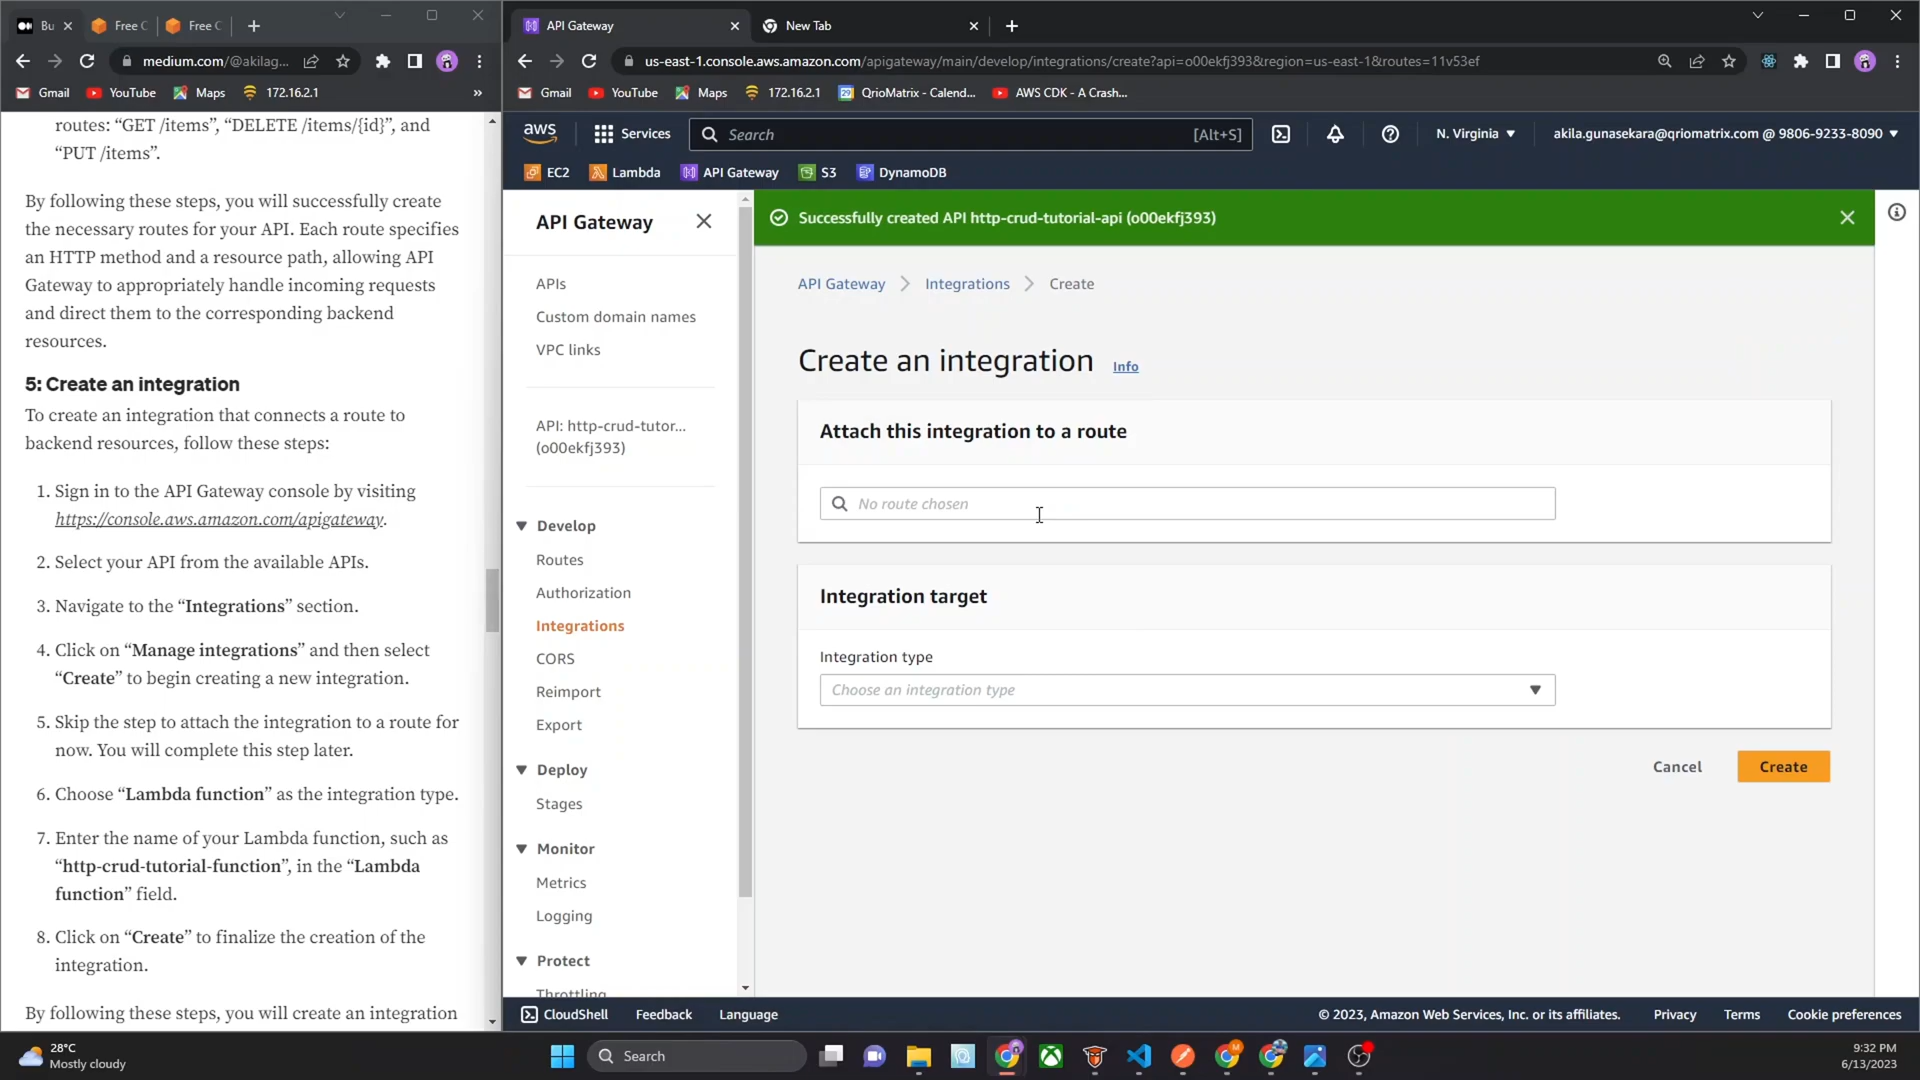 Bu
Free C
Free C
medium.com/@akilag...
Gmail
YouTube
Maps
172.16.2.1
»
routes: “GET /items”, “DELETE /items/{id}”, and
“PUT /items”.
By following these steps, you will successfully create
the necessary routes for your API. Each route specifies
an HTTP method and a resource path, allowing API
Gateway to appropriately handle incoming requests
and direct them to the corresponding backend
resources.
5: Create an integration
To create an integration that connects a route to
backend resources, follow these steps:
1. Sign in to the API Gateway console by visiting
https://console.aws.amazon.com/apigateway.
2. Select your API from the available APIs.
3. Navigate to the “Integrations” section.
4. Click on “Manage integrations” and then select
“Create” to begin creating a new integration.
5. Skip the step to attach the integration to a route for
now. You will complete this step later.
6. Choose “Lambda function” as the integration type.
7. Enter the name of your Lambda function, such as
“http-crud-tutorial-function”, in the “Lambda
function” field.
8. Click on “Create” to finalize the creation of the
integration.
By following these steps, you will create an integration
API Gateway
New Tab
us-east-1.console.aws.amazon.com/apigateway/main/develop/integrations/create?api=o00ekfj393&region=us-east-1&routes=11v53ef
Gmail
YouTube
Maps
172.16.2.1
QrioMatrix - Calend...
AWS CDK - A Crash...
aws
Services
Search
[Alt+S]
N. Virginia
akila.gunasekara@qriomatrix.com @ 9806-9233-8090
EC2
Lambda
API Gateway
S3
DynamoDB
API Gateway
APIs
Custom domain names
VPC links
API: http-crud-tutor...
(o00ekfj393)
Develop
Routes
Authorization
Integrations
CORS
Reimport
Export
Deploy
Stages
Monitor
Metrics
Logging
Protect
Throttling
Successfully created API http-crud-tutorial-api (o00ekfj393)
API Gateway
Integrations
Create
Create an integration
Info
Attach this integration to a route
No route chosen
Integration target
Integration type
Choose an integration type
Cancel
Create
CloudShell
Feedback
Language
© 2023, Amazon Web Services, Inc. or its affiliates.
Privacy
Terms
Cookie preferences
28°C
Mostly cloudy
Search
9:32 PM
6/13/2023